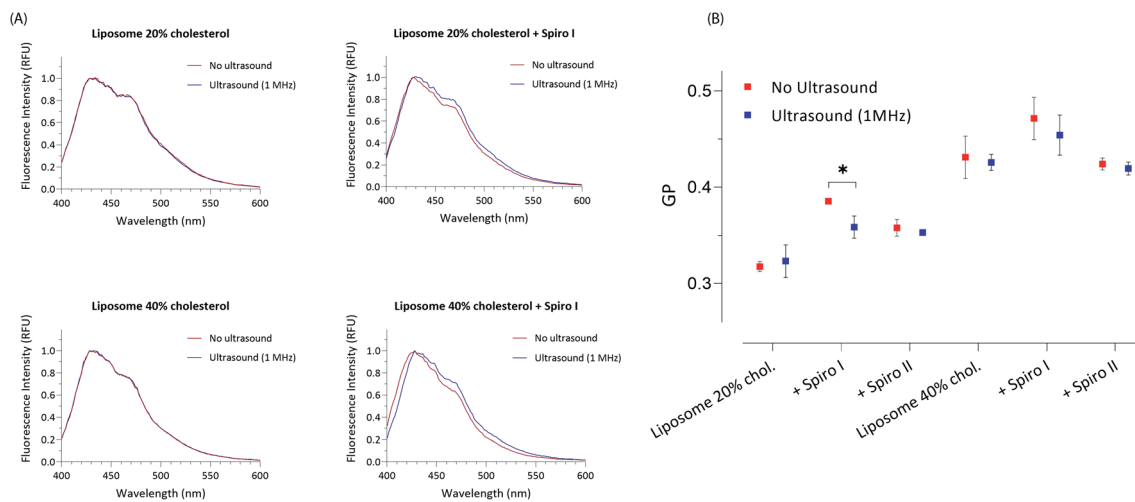 (A)
Liposome 20% cholesterol
Fluorescence Intensity (RFU)
1.0
0.8
0.6
0.4
0.2
0.0
400
450
500
550
600
Wavelength (nm)
No ultrasound
Ultrasound (1 MHz)
Liposome 20% cholesterol + Spiro I
Fluorescence Intensity (RFU)
1.0
0.8
0.6
0.4
0.2
0.0
400
450
500
550
600
Wavelength (nm)
No ultrasound
Ultrasound (1 MHz)
Liposome 40% cholesterol
Fluorescence Intensity (RFU)
1.0
0.8
0.6
0.4
0.2
0.0
400
450
500
550
600
Wavelength (nm)
No ultrasound
Ultrasound (1 MHz)
Liposome 40% cholesterol + Spiro I
Fluorescence Intensity (RFU)
1.0
0.8
0.6
0.4
0.2
0.0
400
450
500
550
600
Wavelength (nm)
No ultrasound
Ultrasound (1 MHz)
(B)
No Ultrasound
Ultrasound (1MHz)
GP
0.5
0.4
0.3
*
Liposome 20% chol.
+ Spiro I
+ Spiro II
Liposome 40% chol.
+ Spiro I
+ Spiro II